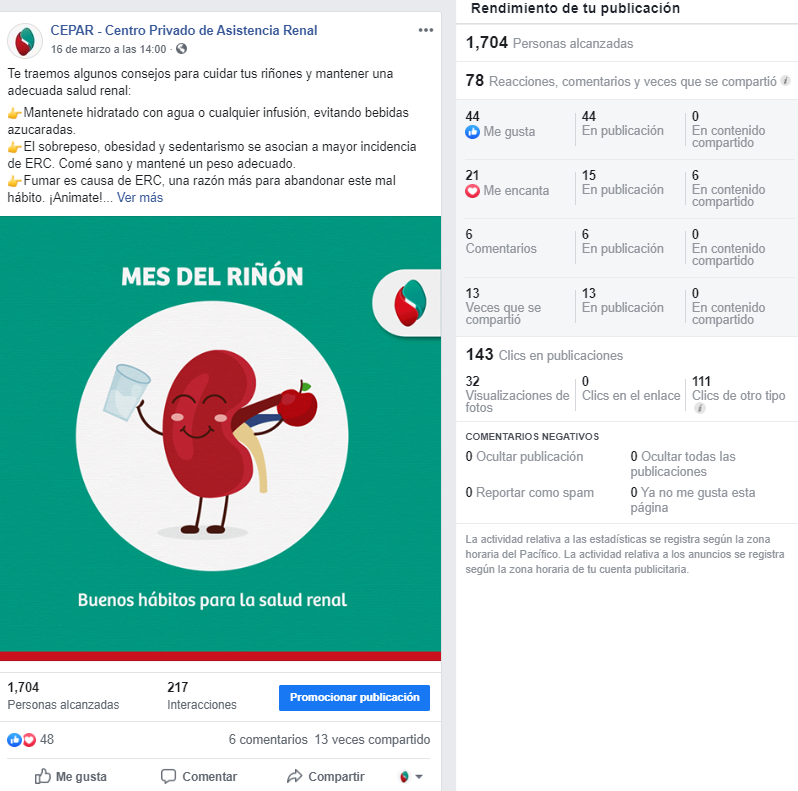 CEPAR - Centro Privado de Asistencia Renal
16 de marzo a las 14:00 ·
Te traemos algunos consejos para cuidar tus riñones y mantener una
adecuada salud renal:
👉Mantenete hidratado con agua o cualquier infusión, evitando bebidas
azucaradas.
👉El sobrepeso, obesidad y sedentarismo se asocian a mayor incidencia
de ERC. Comé sano y mantené un peso adecuado.
👉Fumar es causa de ERC, una razón más para abandonar este mal
hábito. ¡Animate!... Ver más
MES DEL RIÑÓN
Buenos hábitos para la salud renal
1,704
Personas alcanzadas
217
Interacciones
Promocionar publicación
48
6 comentarios 13 veces compartido
Me gusta
Comentar
Compartir
Rendimiento de tu publicación
1,704 Personas alcanzadas
78 Reacciones, comentarios y veces que se compartió
44
Me gusta
44
En publicación
0
En contenido
compartido
21
Me encanta
15
En publicación
6
En contenido
compartido
6
Comentarios
6
En publicación
0
En contenido
compartido
13
Veces que se
compartió
13
En publicación
0
En contenido
compartido
143 Clics en publicaciones
32
Visualizaciones de
fotos
0
Clics en el enlace
111
Clics de otro tipo
COMENTARIOS NEGATIVOS
0 Ocultar publicación
0 Ocultar todas las
publicaciones
0 Reportar como spam
0 Ya no me gusta esta
página
La actividad relativa a las estadísticas se registra según la zona
horaria del Pacífico. La actividad relativa a los anuncios se registra
según la zona horaria de tu cuenta publicitaria.